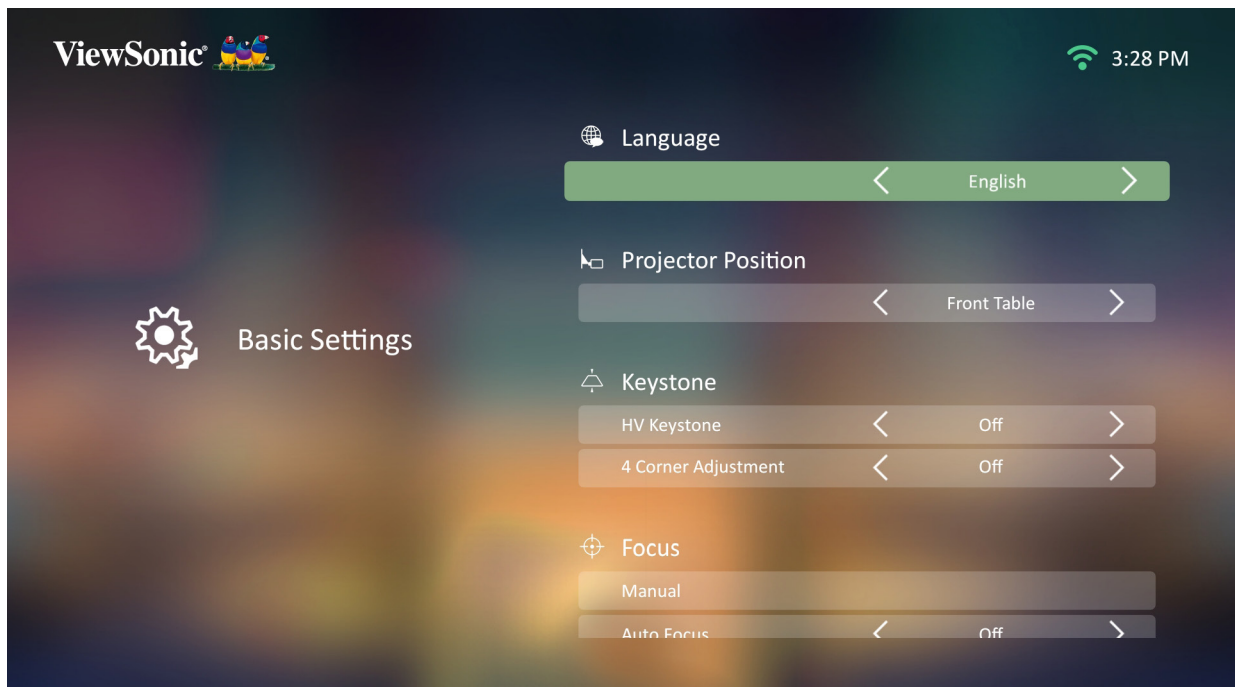 ViewSonic®
3:28 PM
Language
English
Projector Position
Front Table
Basic Settings
Keystone
HV Keystone Off
4 Corner Adjustment Off
Focus
Manual
Auto Focus Off